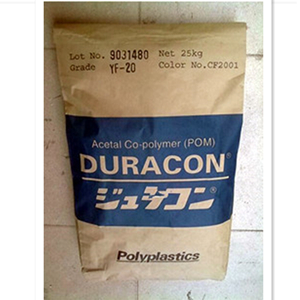 Lot No. 9031480 Net 25kg
Grade YF-20 Color No.CF2001
Acetal Co-polymer (POM)
DURACON®
ジュラコン®
Polyplastics